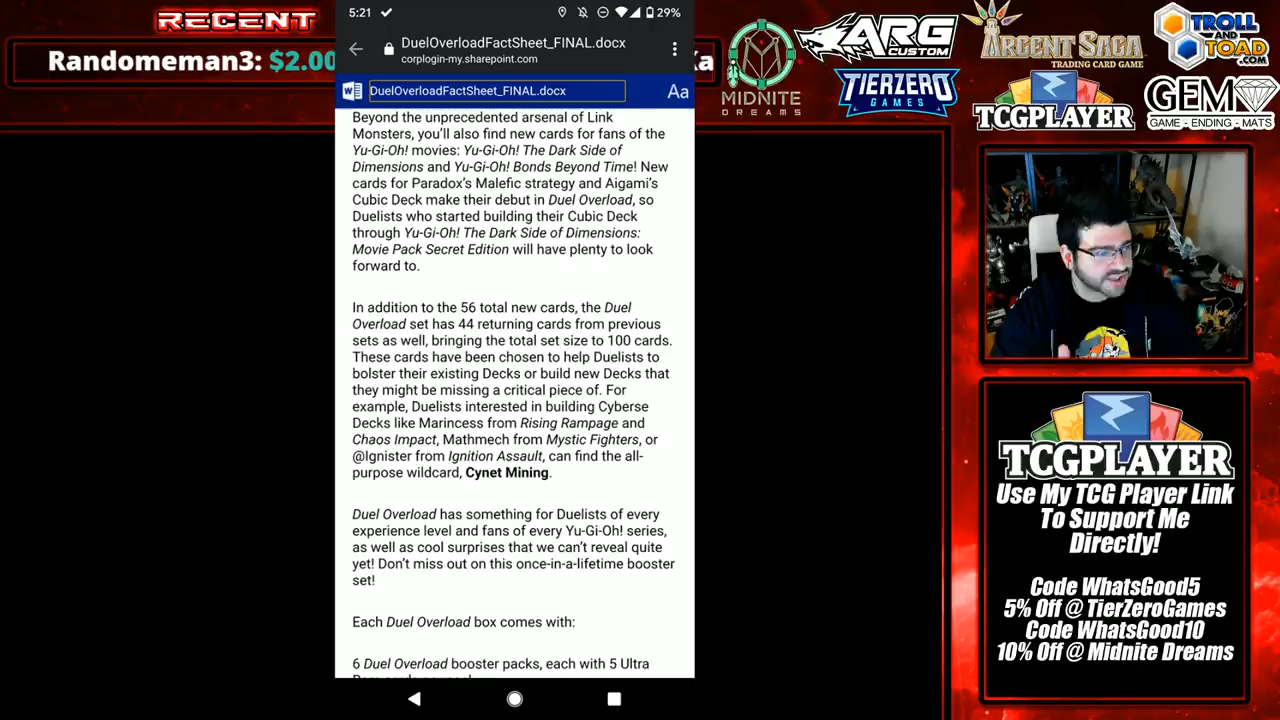 RECENT
Randomeman3: $2.00
Ka
5:21
29%
DuelOverloadFactSheet_FINAL.docx
corplogin-my.sharepoint.com
DuelOverloadFactSheet_FINAL.docx
Aa
Beyond the unprecedented arsenal of Link
Monsters, you'll also find new cards for fans of the
Yu-Gi-Oh! movies: Yu-Gi-Oh! The Dark Side of
Dimensions and Yu-Gi-Oh! Bonds Beyond Time! New
cards for Paradox's Malefic strategy and Aigami's
Cubic Deck make their debut in Duel Overload, so
Duelists who started building their Cubic Deck
through Yu-Gi-Oh! The Dark Side of Dimensions:
Movie Pack Secret Edition will have plenty to look
forward to.
In addition to the 56 total new cards, the Duel
Overload set has 44 returning cards from previous
sets as well, bringing the total set size to 100 cards.
These cards have been chosen to help Duelists to
bolster their existing Decks or build new Decks that
they might be missing a critical piece of. For
example, Duelists interested in building Cyberse
Decks like Marincess from Rising Rampage and
Chaos Impact, Mathmech from Mystic Fighters, or
@Ignister from Ignition Assault, can find the all-
purpose wildcard, Cynet Mining.
Duel Overload has something for Duelists of every
experience level and fans of every Yu-Gi-Oh! series,
as well as cool surprises that we can't reveal quite
yet! Don't miss out on this once-in-a-lifetime booster
set!
Each Duel Overload box comes with:
6 Duel Overload booster packs, each with 5 Ultra
MIDNITE
DREAMS
ARG
CUSTOM
TIERZERO
GAMES
ARGENT SAGA
TRADING CARD GAME
TROLL
AND
TOAD
.COM
TCGPLAYER
GEM
GAME - ENDING - MATS
TCGPLAYER
Use My TCG Player Link
To Support Me
Directly!
Code WhatsGood5
5% Off @ TierZeroGames
Code WhatsGood10
10% Off @ Midnite Dreams